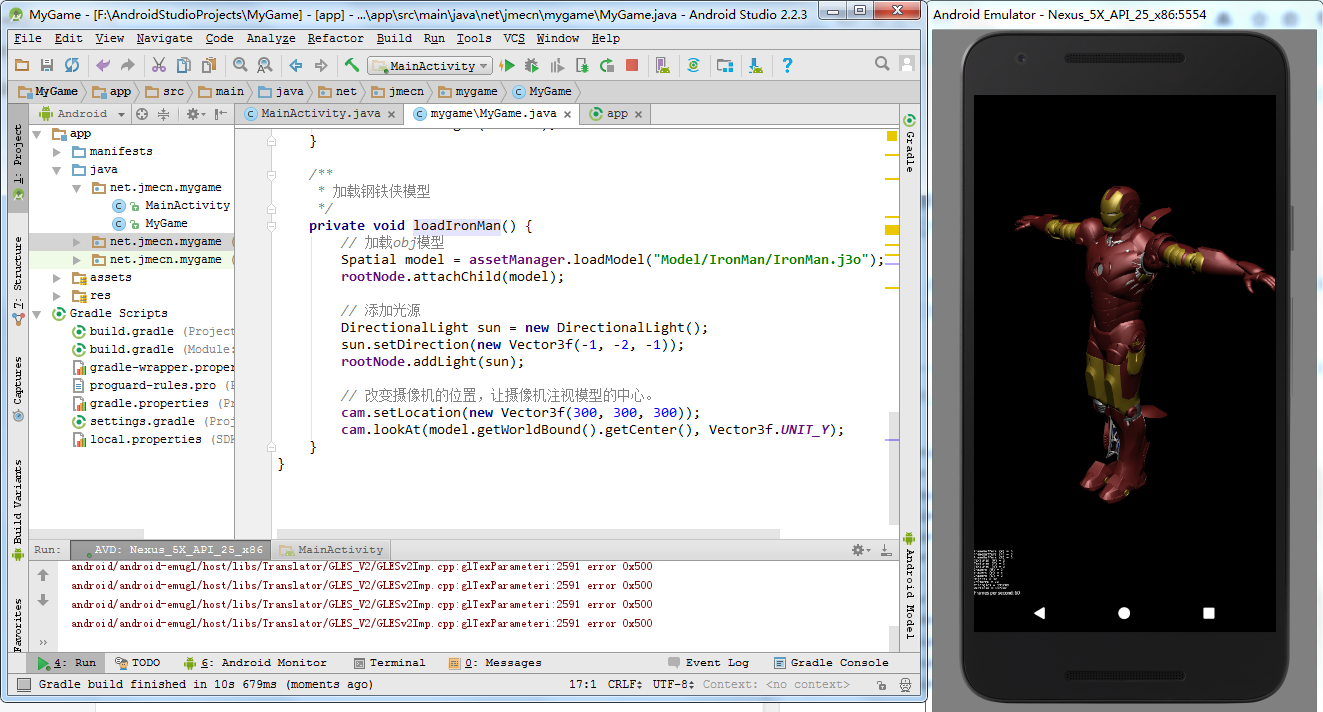 MyGame - [F:\AndroidStudioProjects\MyGame] - [app] - ...\app\src\main\java\net\jmecn\mygame\MyGame.java - Android Studio 2.2.3
File Edit View Navigate Code Analyze Refactor Build Run Tools VCS Window Help
MainActivity
MyGame app src main java net jmecn mygame MyGame
Android
MainActivity.java mygame\MyGame.java app
1: Project
7: Structure
Captures
Build Variants
Favorites
app
manifests
java
net.jmecn.mygame
MainActivity
MyGame
net.jmecn.mygame (
net.jmecn.mygame (
assets
res
Gradle Scripts
build.gradle (Project
build.gradle (Module:
gradle-wrapper.proper
proguard-rules.pro (P
gradle.properties (Pr
settings.gradle (Proj
local.properties (SDK
}
/**
* 加载钢铁侠模型
*/
private void loadIronMan() {
// 加载obj模型
Spatial model = assetManager.loadModel("Model/IronMan/IronMan.j3o");
rootNode.attachChild(model);
// 添加光源
DirectionalLight sun = new DirectionalLight();
sun.setDirection(new Vector3f(-1, -2, -1));
rootNode.addLight(sun);
// 改变摄像机的位置，让摄像机注视模型的中心。
cam.setLocation(new Vector3f(300, 300, 300));
cam.lookAt(model.getWorldBound().getCenter(), Vector3f.UNIT_Y);
}
}
Gradle
Android Model
Run: AVD: Nexus_5X_API_25_x86 MainActivity
android/android-emugl/host/libs/Translator/GLES_V2/GLESv2Imp.cpp:glTexParameteri:2591 error 0x500
android/android-emugl/host/libs/Translator/GLES_V2/GLESv2Imp.cpp:glTexParameteri:2591 error 0x500
android/android-emugl/host/libs/Translator/GLES_V2/GLESv2Imp.cpp:glTexParameteri:2591 error 0x500
android/android-emugl/host/libs/Translator/GLES_V2/GLESv2Imp.cpp:glTexParameteri:2591 error 0x500
4: Run TODO 6: Android Monitor Terminal 0: Messages Event Log Gradle Console
Gradle build finished in 10s 679ms (moments ago) 17:1 CRLF UTF-8 Context: <no context>
Android Emulator - Nexus_5X_API_25_x86:5554
Frames per second: 60